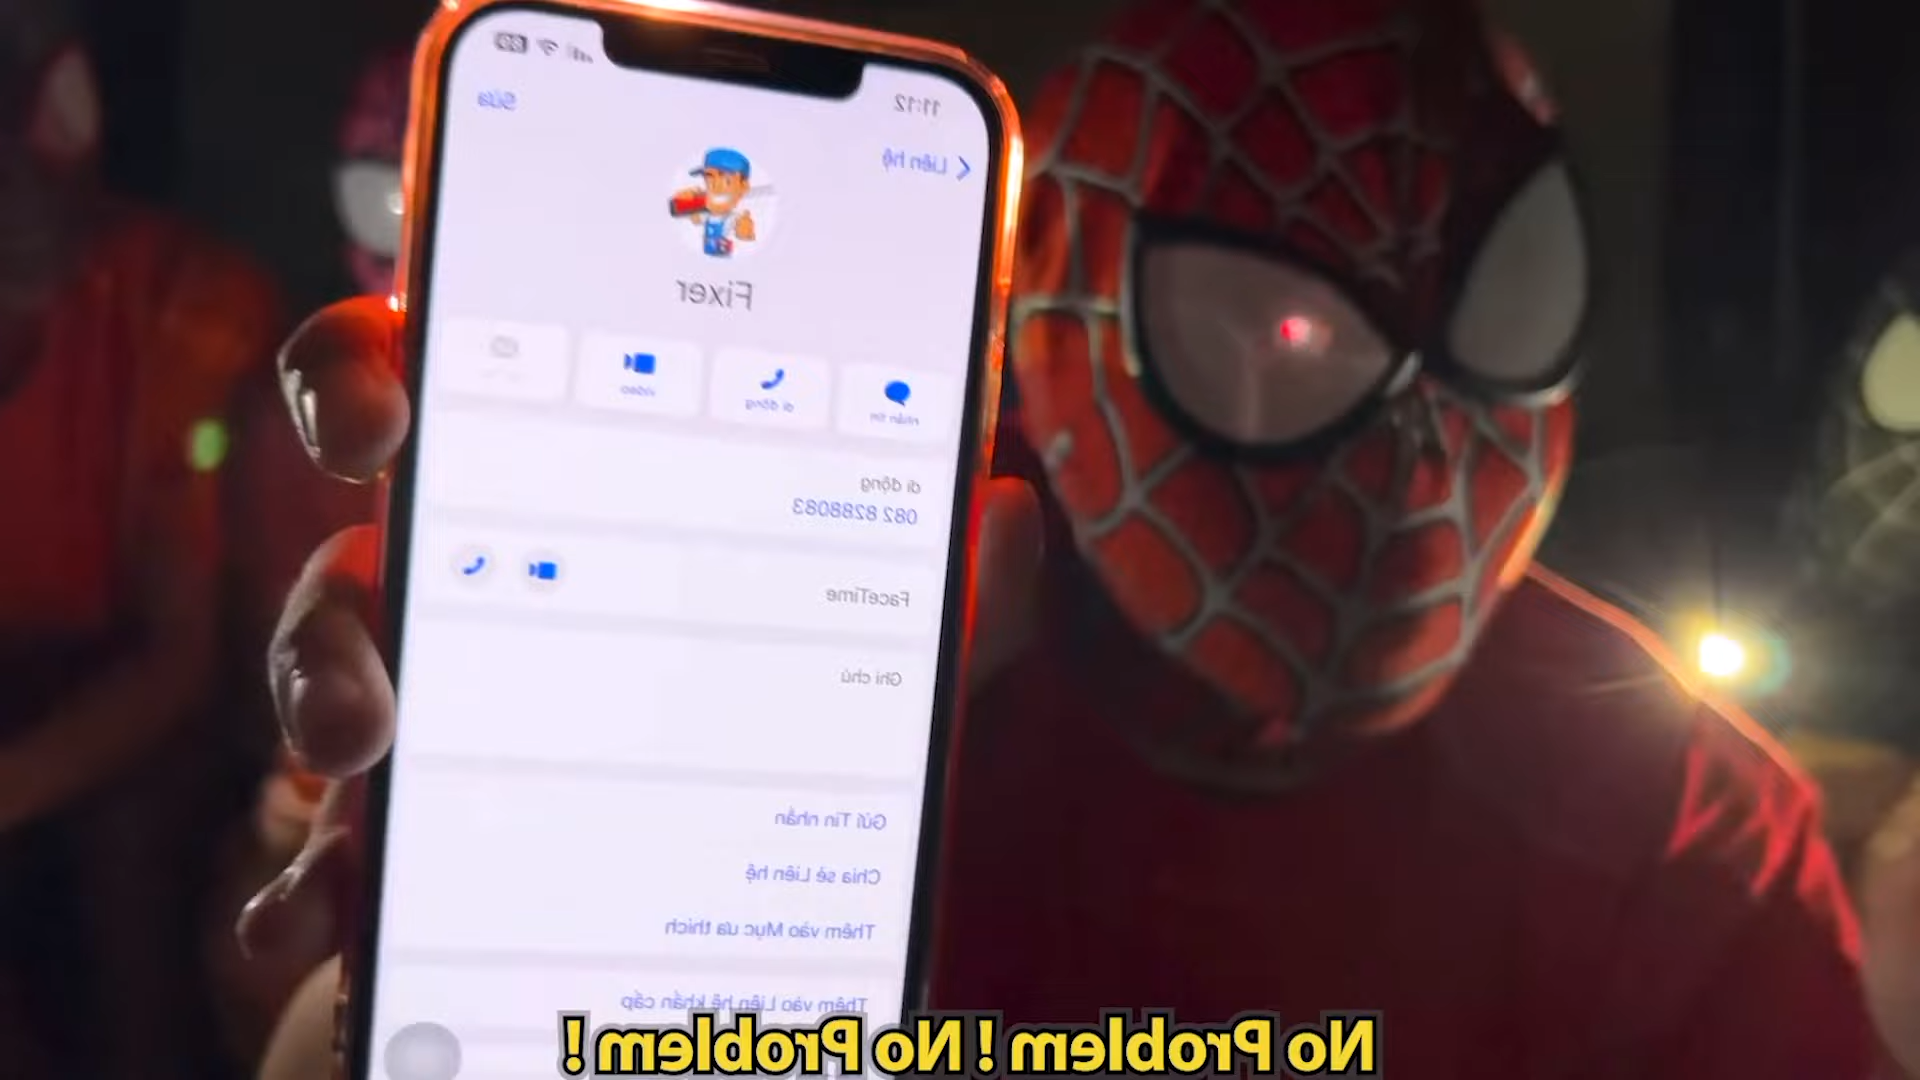 11:12
Liên hệ
Sửa
Fixer
nhắn tin
di động
video
di động
082 8288083
FaceTime
Ghi chú
Gửi Tin nhắn
Chia sẻ Liên hệ
Thêm vào Mục ưa thích
Thêm vào Liên hệ khẩn cấp
No Problem ! No Problem !